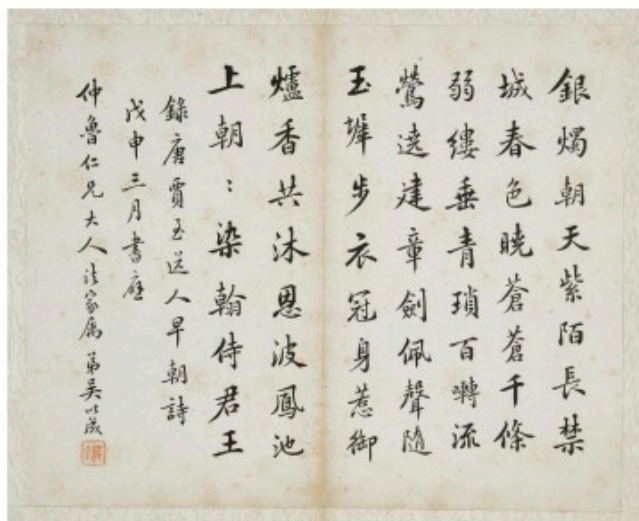 銀燭朝天紫陌長禁
城春色曉蒼蒼千條
弱縷垂青瑣百囀流
鶯遶建章劍佩聲隨
玉墀步衣冠身惹御
爐香共沐恩波鳳池
上朝：染翰侍君王
錄唐賈至送人早朝詩
戊申三月書應
仲魯仁兄大人法家属 弟吳以成